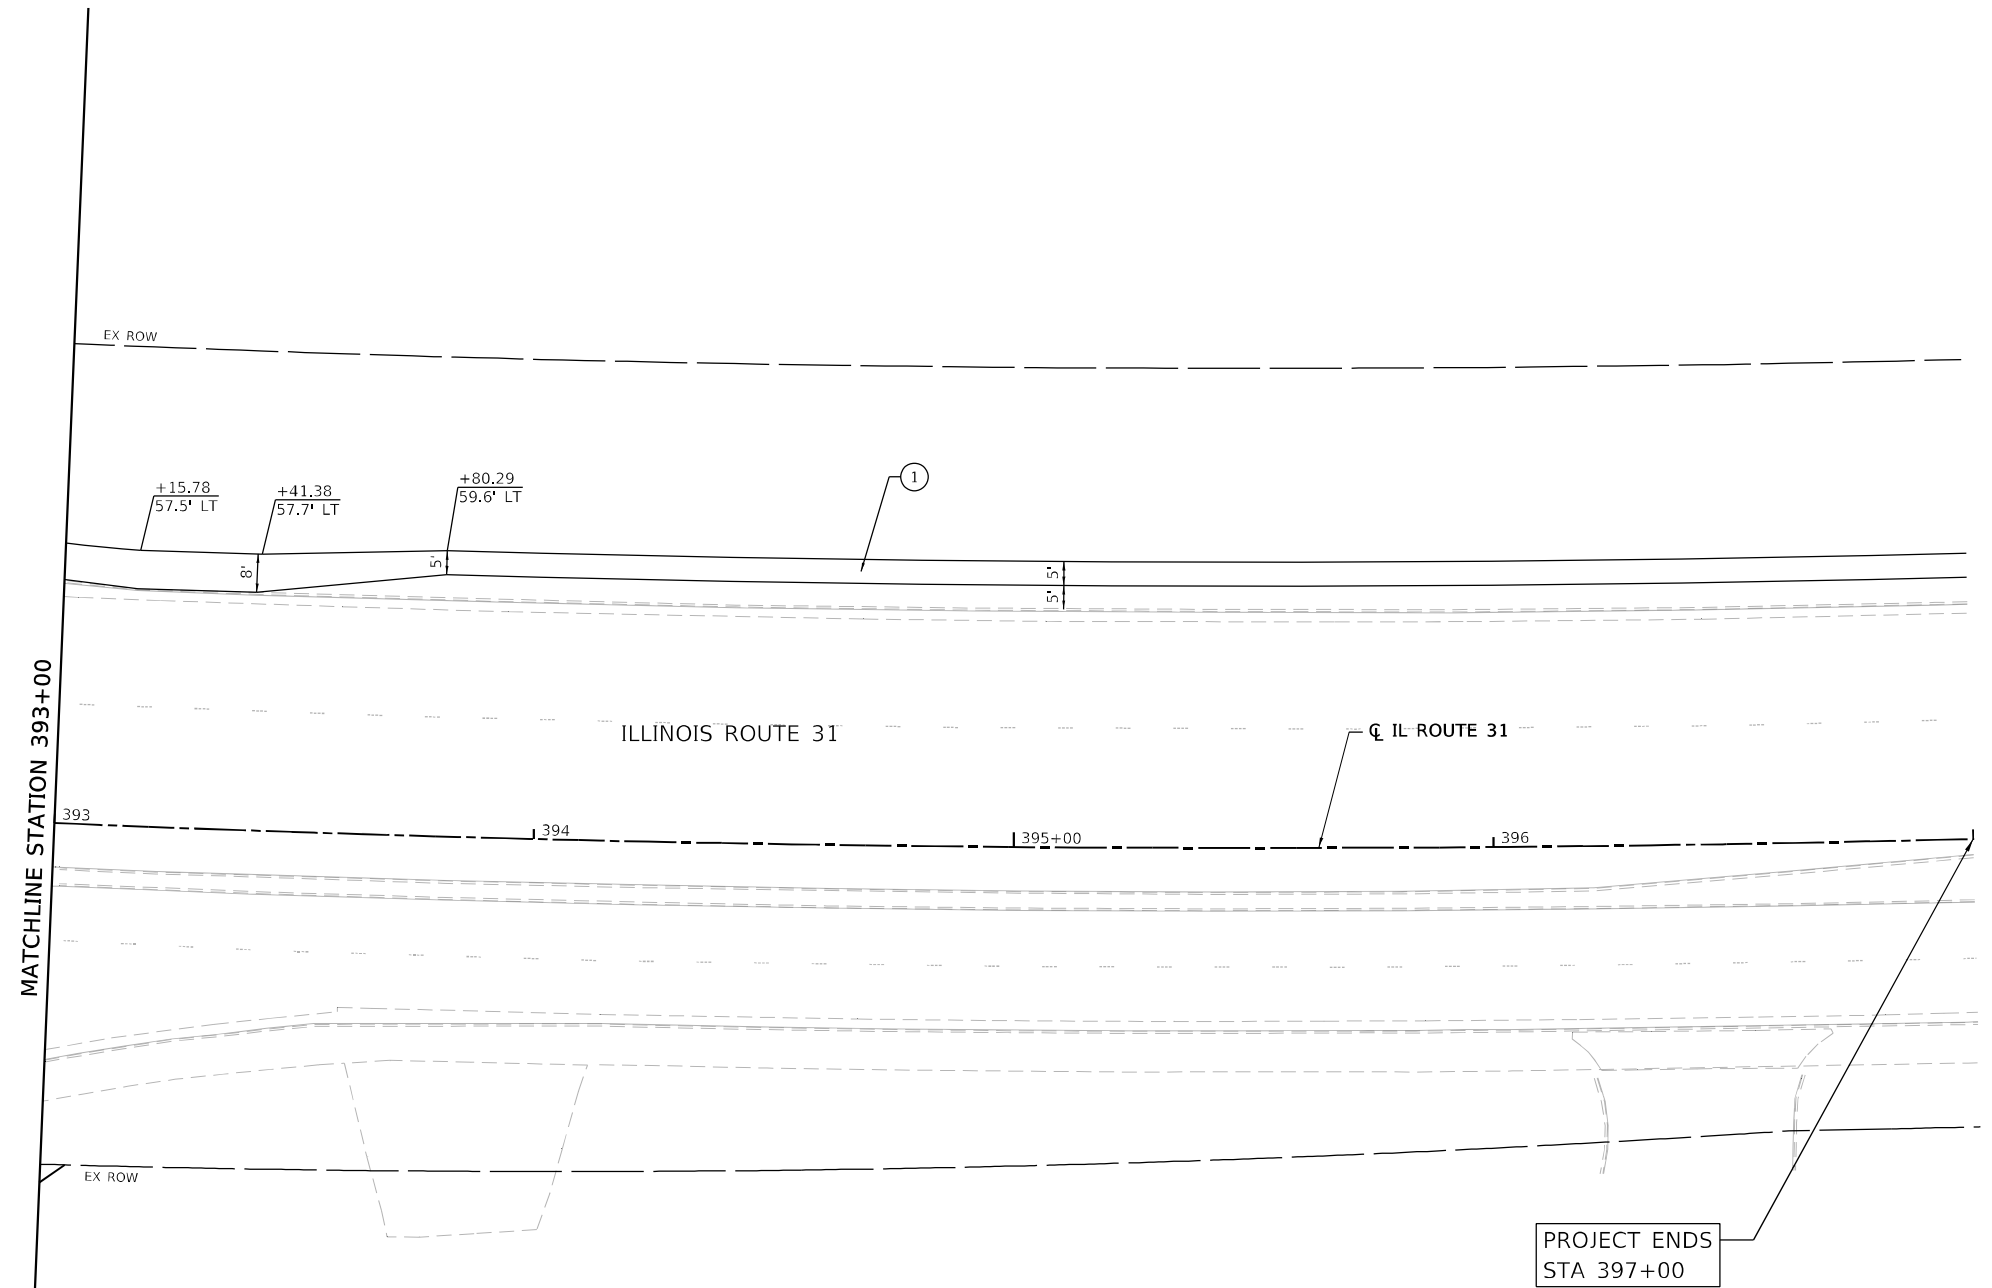 EX ROW
+15.78
57.5' LT
+41.38
57.7' LT
+80.29
59.6' LT
1
8'
5'
5'
5'
MATCHLINE STATION 393+00
ILLINOIS ROUTE 31
℄ IL ROUTE 31
393
394
395+00
396
EX ROW
PROJECT ENDS
STA 397+00